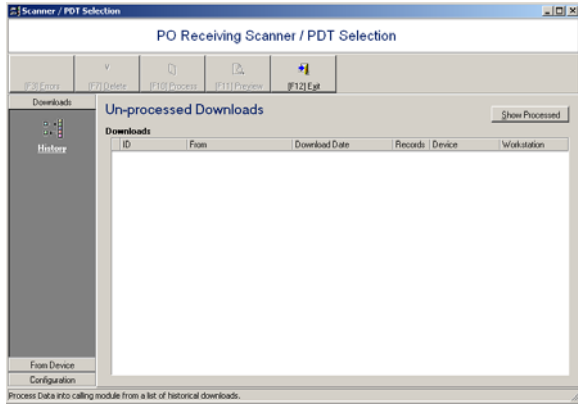 Scanner / PDT Selection
PO Receiving Scanner / PDT Selection
[F3] Errors [F7] Delete [F10] Process [F11] Preview [F12] Exit
Downloads
History
Un-processed Downloads
Show Processed
Downloads
ID From Download Date Records Device Workstation
From Device
Configuration
Process Data into calling module from a list of historical downloads.